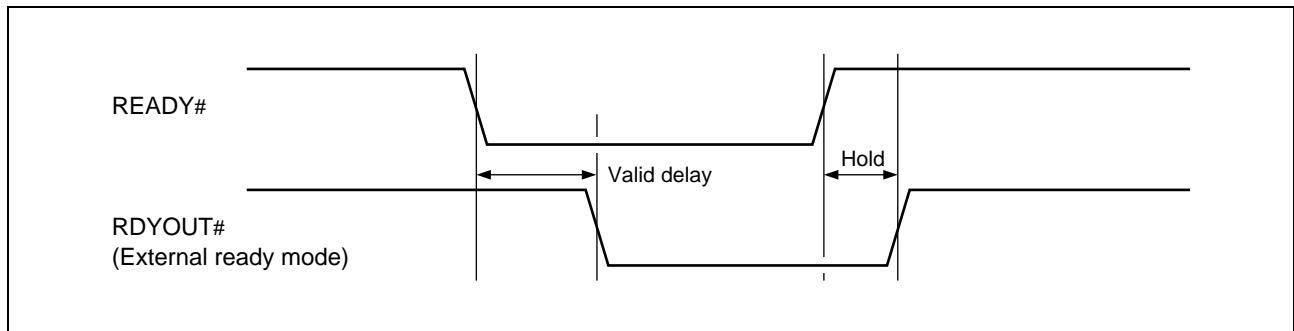 READY#
Hold
Valid delay
RDYOUT#
(External ready mode)